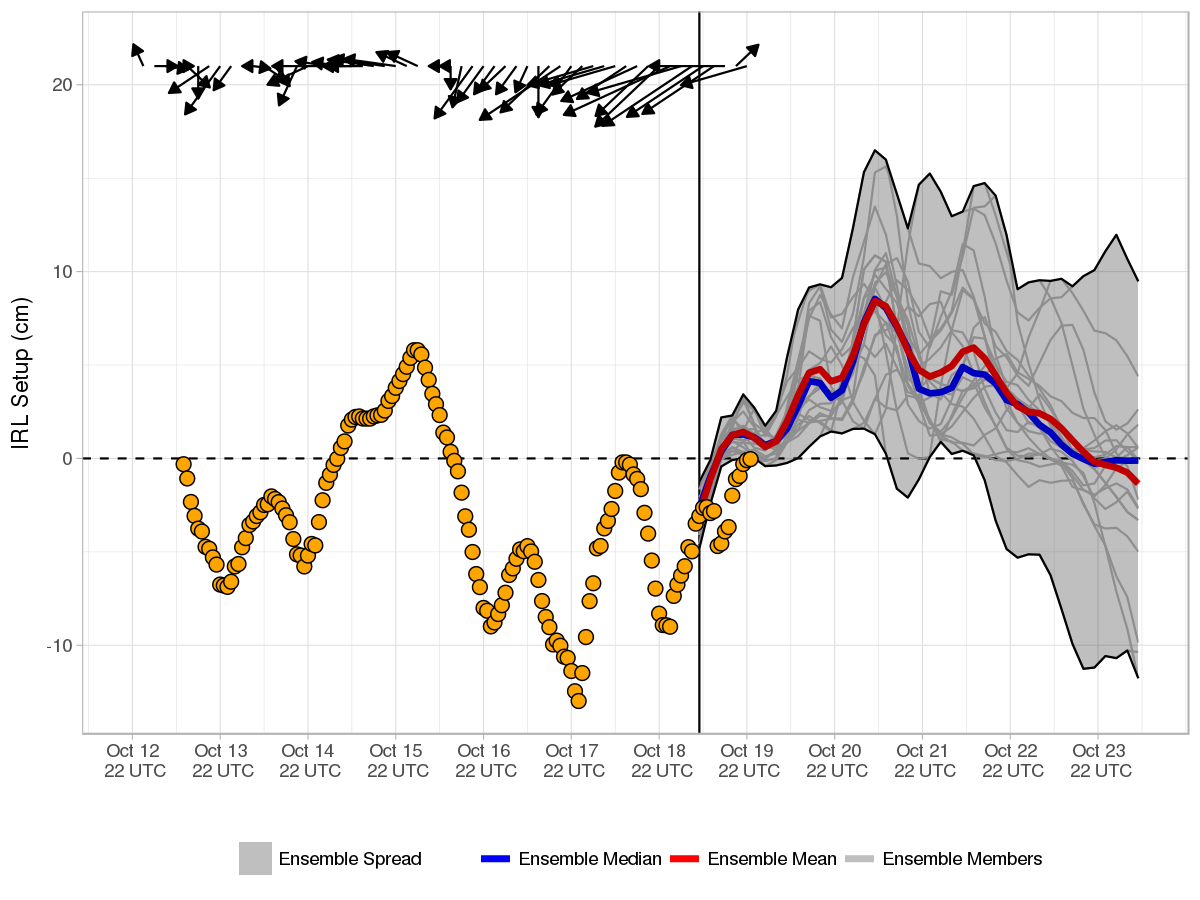 IRL Setup (cm)
20
10
0
-10
Oct 12 Oct 13 Oct 14 Oct 15 Oct 16 Oct 17 Oct 18 Oct 19 Oct 20 Oct 21 Oct 22 Oct 23
22 UTC 22 UTC 22 UTC 22 UTC 22 UTC 22 UTC 22 UTC 22 UTC 22 UTC 22 UTC 22 UTC 22 UTC
Ensemble Spread Ensemble Median Ensemble Mean Ensemble Members